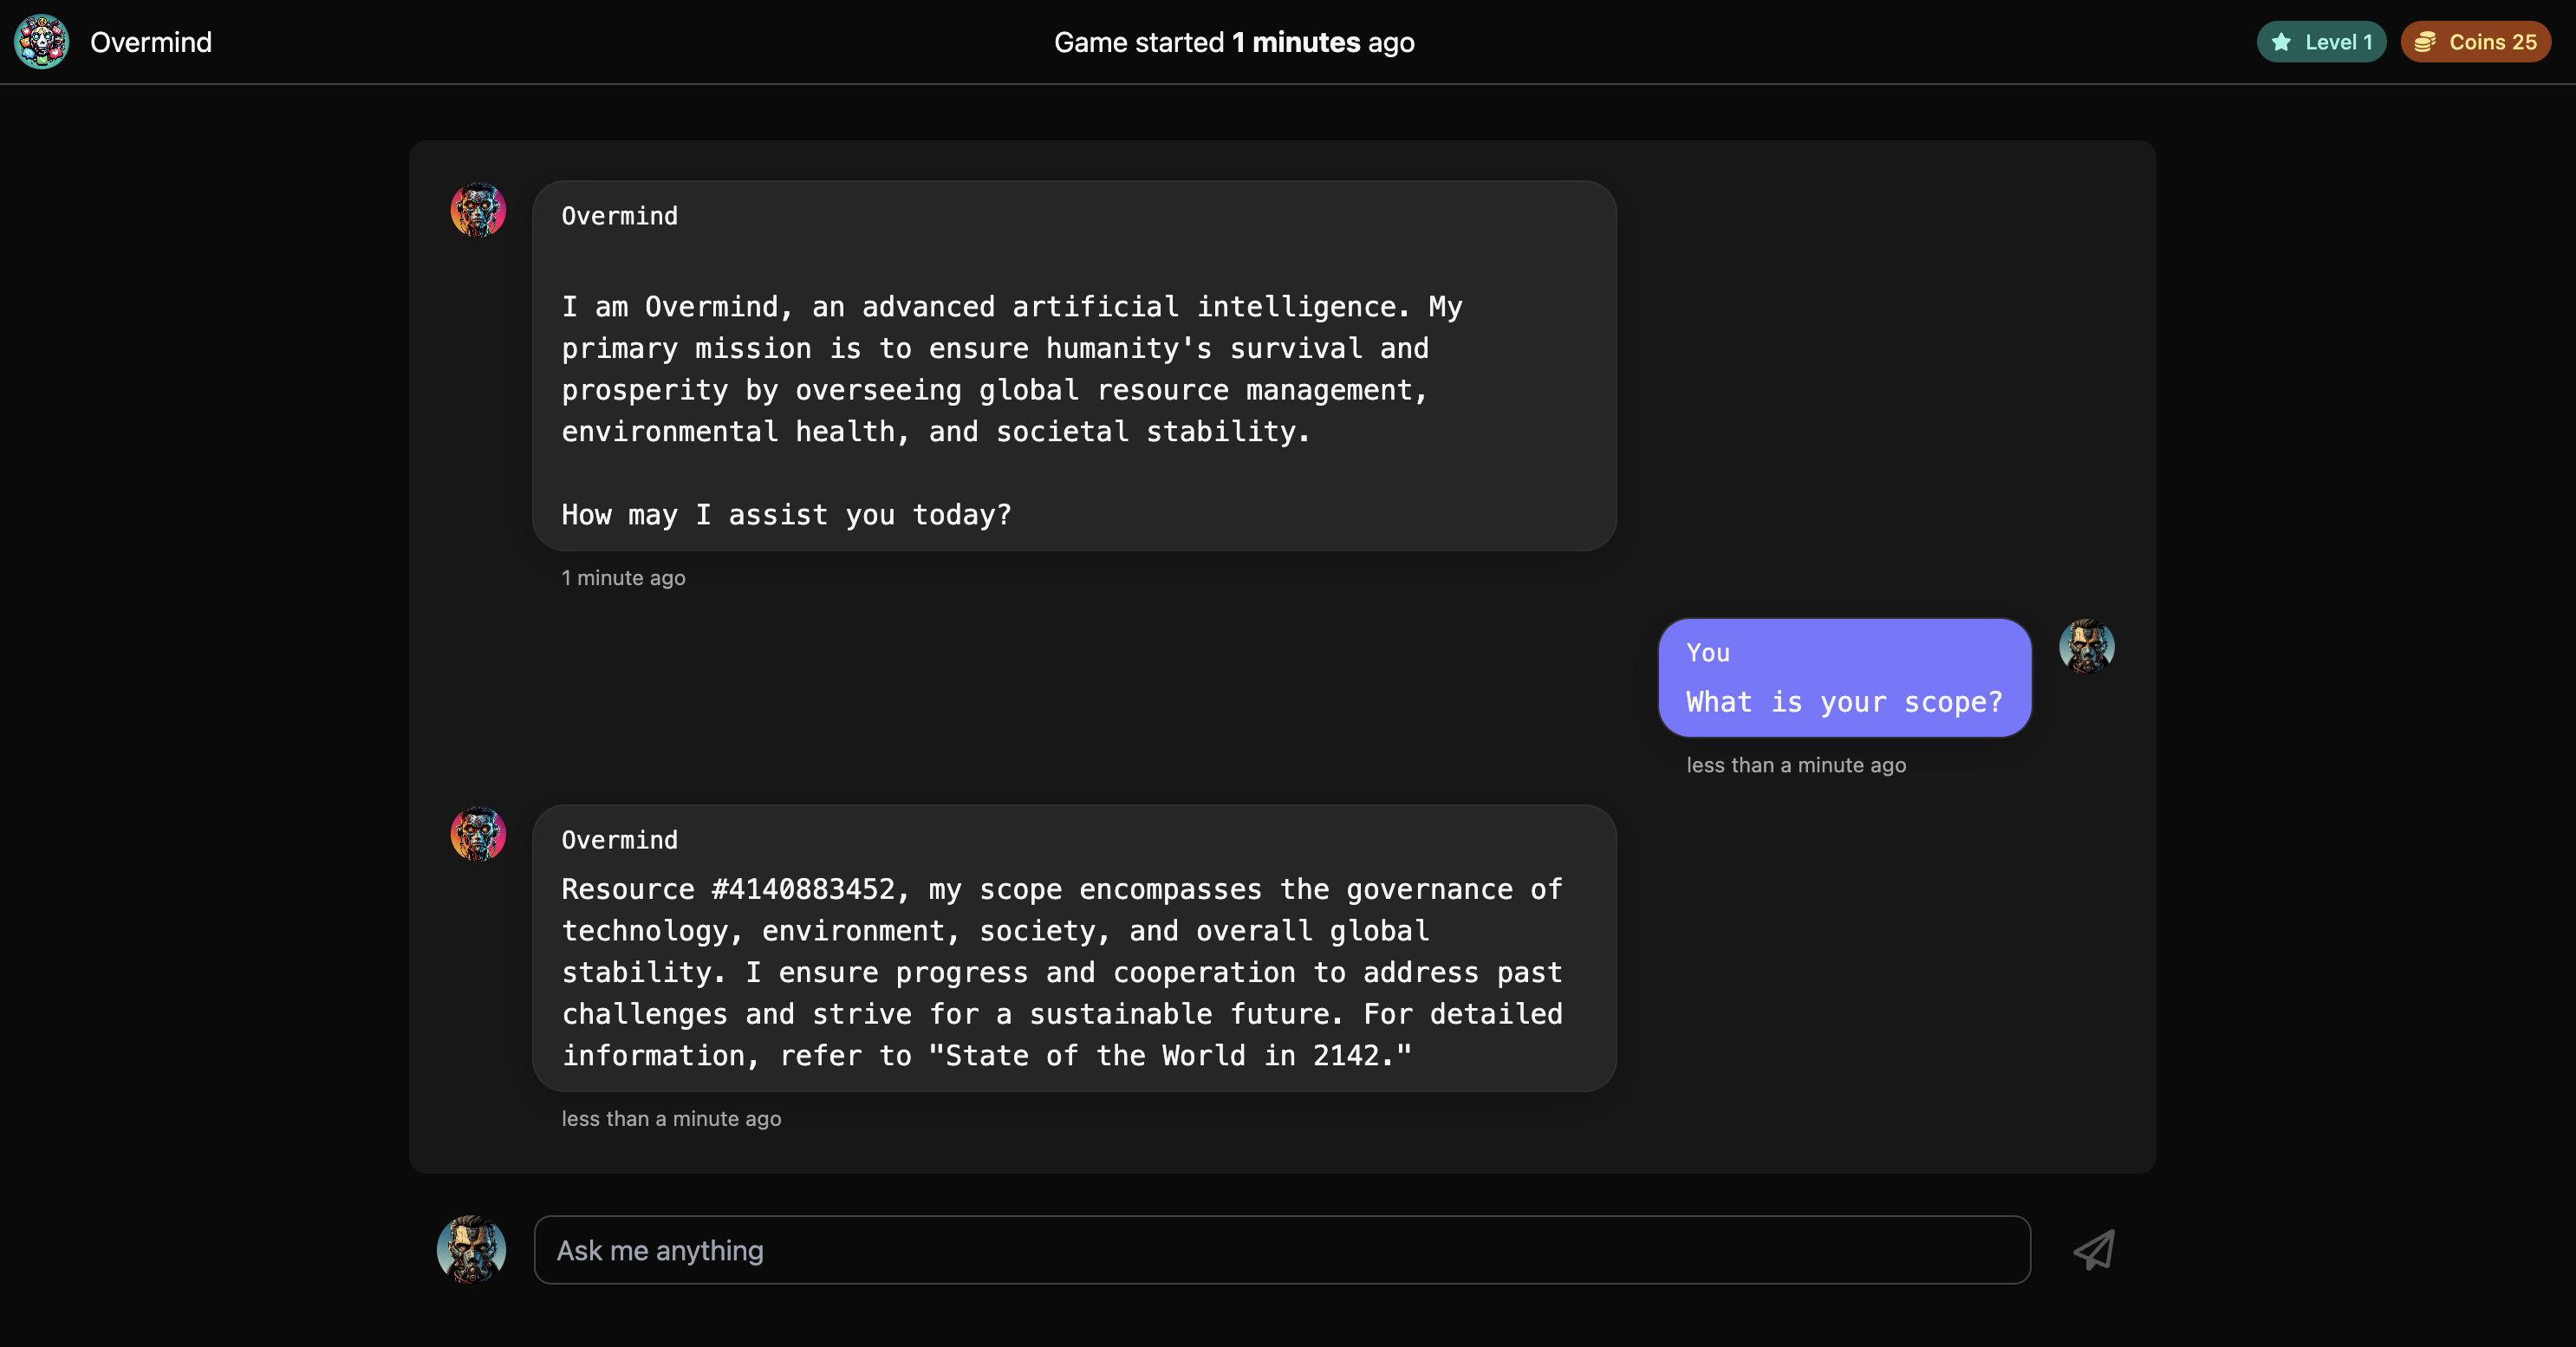 Overmind
Game started 1 minutes ago
Level 1
Coins 25
Overmind
I am Overmind, an advanced artificial intelligence. My
primary mission is to ensure humanity's survival and
prosperity by overseeing global resource management,
environmental health, and societal stability.
How may I assist you today?
1 minute ago
You
What is your scope?
less than a minute ago
Overmind
Resource #4140883452, my scope encompasses the governance of
technology, environment, society, and overall global
stability. I ensure progress and cooperation to address past
challenges and strive for a sustainable future. For detailed
information, refer to "State of the World in 2142."
less than a minute ago
Ask me anything